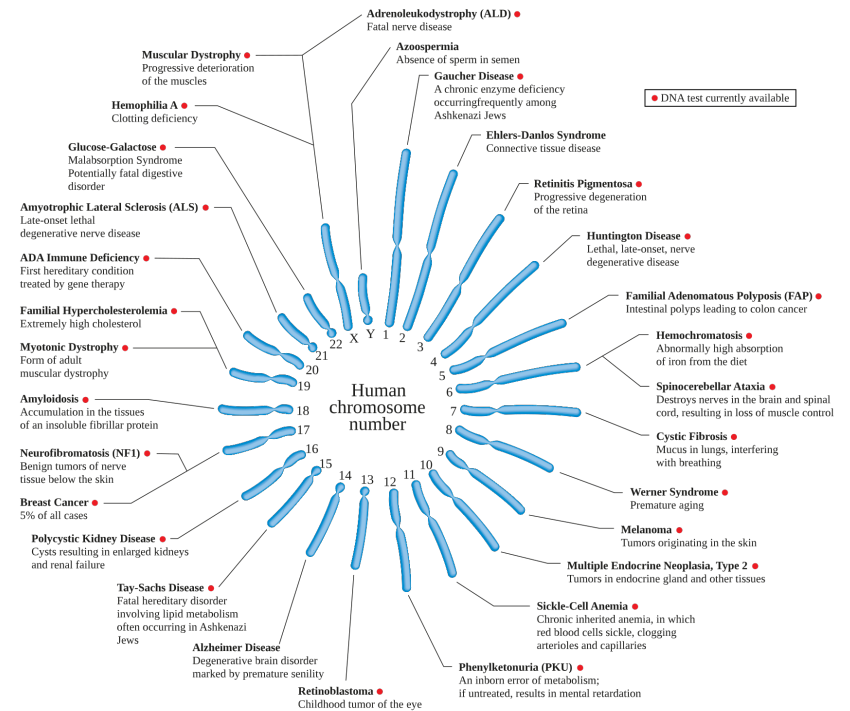 Adrenoleukodystrophy (ALD)
Fatal nerve disease
Azoospermia
Absence of sperm in semen
Muscular Dystrophy
Progressive deterioration
of the muscles
Gaucher Disease
A chronic enzyme deficiency
occurringfrequently among
Ashkenazi Jews
DNA test currently available
Hemophilia A
Clotting deficiency
Ehlers-Danlos Syndrome
Connective tissue disease
Glucose-Galactose
Malabsorption Syndrome
Potentially fatal digestive
disorder
Retinitis Pigmentosa
Progressive degeneration
of the retina
Amyotrophic Lateral Sclerosis (ALS)
Late-onset lethal
degenerative nerve disease
Huntington Disease
Lethal, late-onset, nerve
degenerative disease
ADA Immune Deficiency
First hereditary condition
treated by gene therapy
Familial Adenomatous Polyposis (FAP)
Intestinal polyps leading to colon cancer
Familial Hypercholesterolemia
Extremely high cholesterol
Hemochromatosis
Abnormally high absorption
of iron from the diet
Myotonic Dystrophy
Form of adult
muscular dystrophy
Spinocerebellar Ataxia
Destroys nerves in the brain and spinal
cord, resulting in loss of muscle control
Amyloidosis
Accumulation in the tissues
of an insoluble fibrillar protein
Cystic Fibrosis
Mucus in lungs, interfering
with breathing
Neurofibromatosis (NF1)
Benign tumors of nerve
tissue below the skin
Werner Syndrome
Premature aging
Breast Cancer
5% of all cases
Melanoma
Tumors originating in the skin
Polycystic Kidney Disease
Cysts resulting in enlarged kidneys
and renal failure
Multiple Endocrine Neoplasia, Type 2
Tumors in endocrine gland and other tissues
Tay-Sachs Disease
Fatal hereditary disorder
involving lipid metabolism
often occurring in Ashkenazi
Jews
Sickle-Cell Anemia
Chronic inherited anemia, in which
red blood cells sickle, clogging
arterioles and capillaries
Alzheimer Disease
Degenerative brain disorder
marked by premature senility
Phenylketonuria (PKU)
An inborn error of metabolism;
if untreated, results in mental retardation
Retinoblastoma
Childhood tumor of the eye
Human
chromosome
number
1
2
3
4
5
6
7
8
9
10
11
12
13
14
15
16
17
18
19
20
21
22
X
Y